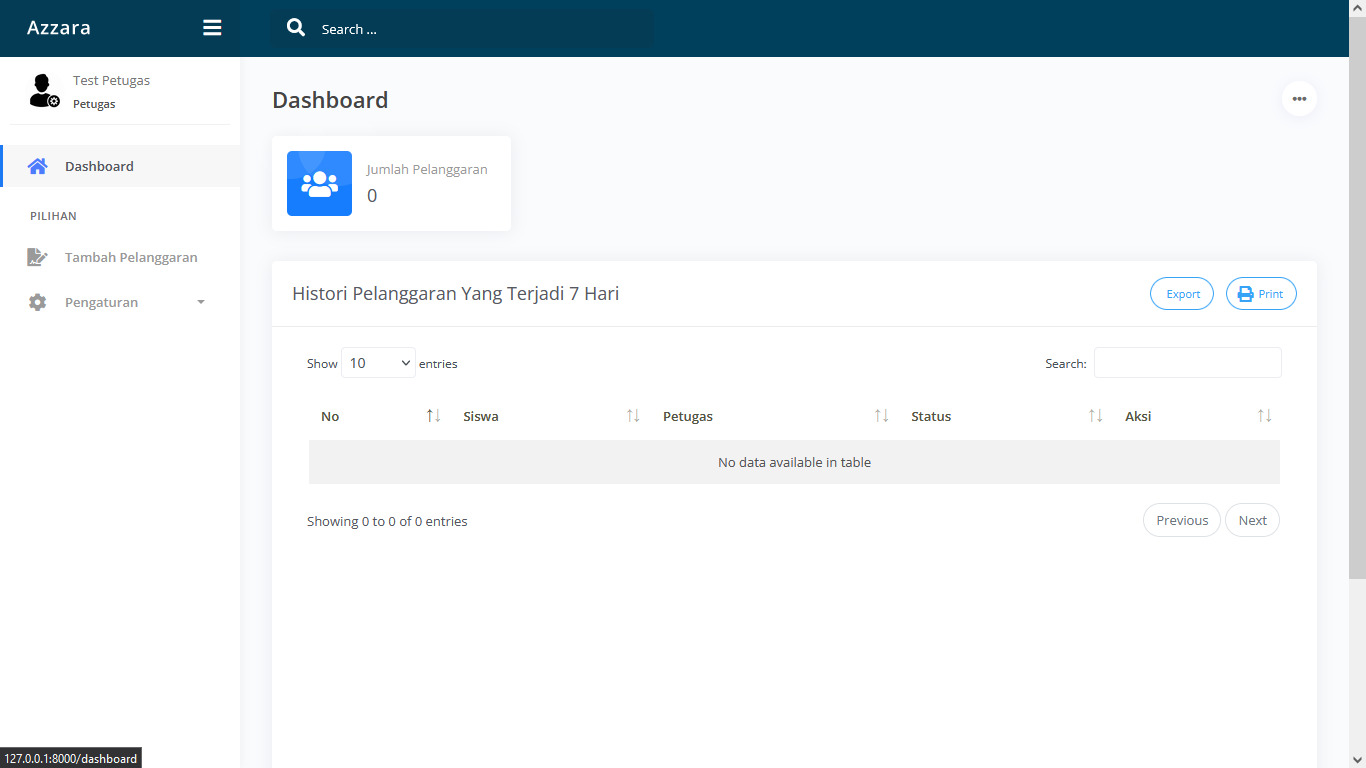 Azzara
Search ...
Test Petugas
Petugas
Dashboard
PILIHAN
Tambah Pelanggaran
Pengaturan
Dashboard
Jumlah Pelanggaran
0
Histori Pelanggaran Yang Terjadi 7 Hari
Export
Print
Show 10 entries
Search:
No Siswa Petugas Status Aksi
No data available in table
Showing 0 to 0 of 0 entries
Previous Next
127.0.0.1:8000/dashboard